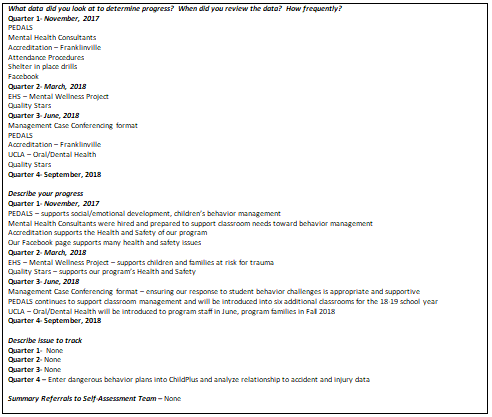 What data did you look at to determine progress?  When did you review the data?  How frequently?
Quarter 1- November, 2017
PEDALS
Mental Health Consultants
Accreditation – Franklinville
Attendance Procedures
Shelter in place drills
Facebook
Quarter 2- March, 2018
EHS – Mental Wellness Project
Quality Stars
Quarter 3- June, 2018
Management Case Conferencing format
PEDALS
Accreditation – Franklinville
UCLA – Oral/Dental Health
Quality Stars
Quarter 4- September, 2018

Describe your progress
Quarter 1- November, 2017
PEDALS – supports social/emotional development, children's behavior management
Mental Health Consultants were hired and prepared to support classroom needs toward behavior management
Accreditation supports the Health and Safety of our program
Our Facebook page supports many health and safety issues
Quarter 2- March, 2018
EHS – Mental Wellness Project – supports children and families at risk for trauma
Quality Stars – supports our program's Health and Safety
Quarter 3- June, 2018
Management Case Conferencing format – ensuring our response to student behavior challenges is appropriate and supportive
PEDALS continues to support classroom management and will be introduced into six additional classrooms for the 18-19 school year
UCLA – Oral/Dental Health will be introduced to program staff in June, program families in Fall 2018
Quarter 4- September, 2018

Describe issue to track
Quarter 1-  None
Quarter 2- None
Quarter 3- None
Quarter 4 – Enter dangerous behavior plans into ChildPlus and analyze relationship to accident and injury data

Summary Referrals to Self-Assessment Team – None